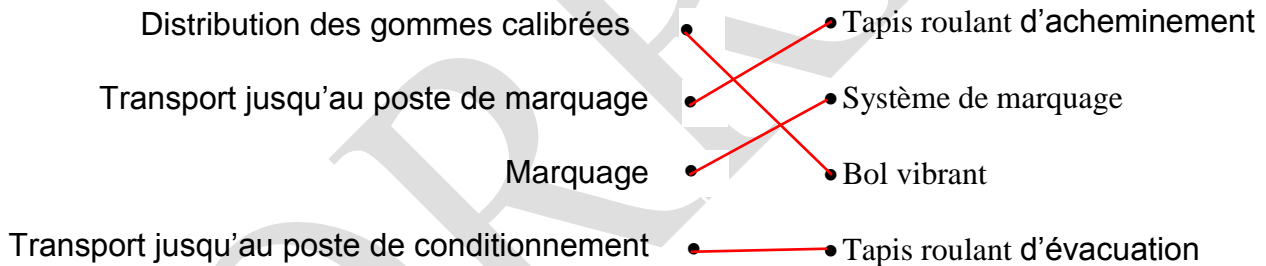 Distribution des gommes calibrées
Tapis roulant d’acheminement
Transport jusqu’au poste de marquage
Système de marquage
Marquage
Bol vibrant
Transport jusqu’au poste de conditionnement
Tapis roulant d’évacuation